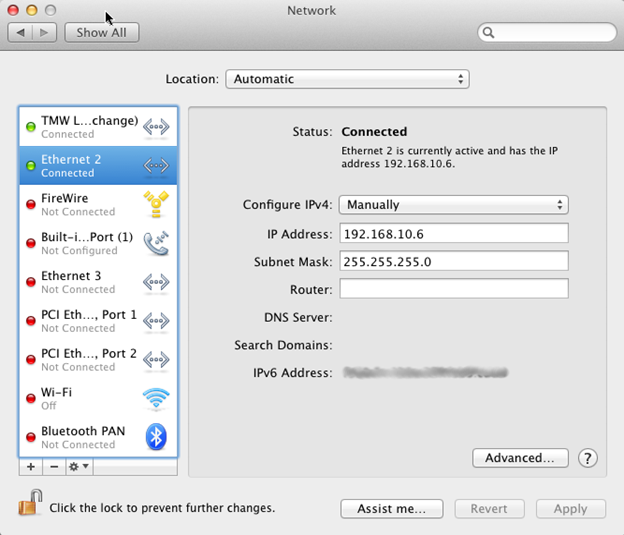 Network
Show All
Location: Automatic
TMW L...change)
Connected
Ethernet 2
Connected
FireWire
Not Connected
Built-i...Port (1)
Not Configured
Ethernet 3
Not Connected
PCI Eth..., Port 1
Not Connected
PCI Eth..., Port 2
Not Connected
Wi-Fi
Off
Bluetooth PAN
Not Connected
Status: Connected
Ethernet 2 is currently active and has the IP
address 192.168.10.6.
Configure IPv4: Manually
IP Address: 192.168.10.6
Subnet Mask: 255.255.255.0
Router:
DNS Server:
Search Domains:
IPv6 Address:
Advanced... ?
Click the lock to prevent further changes.
Assist me... Revert Apply